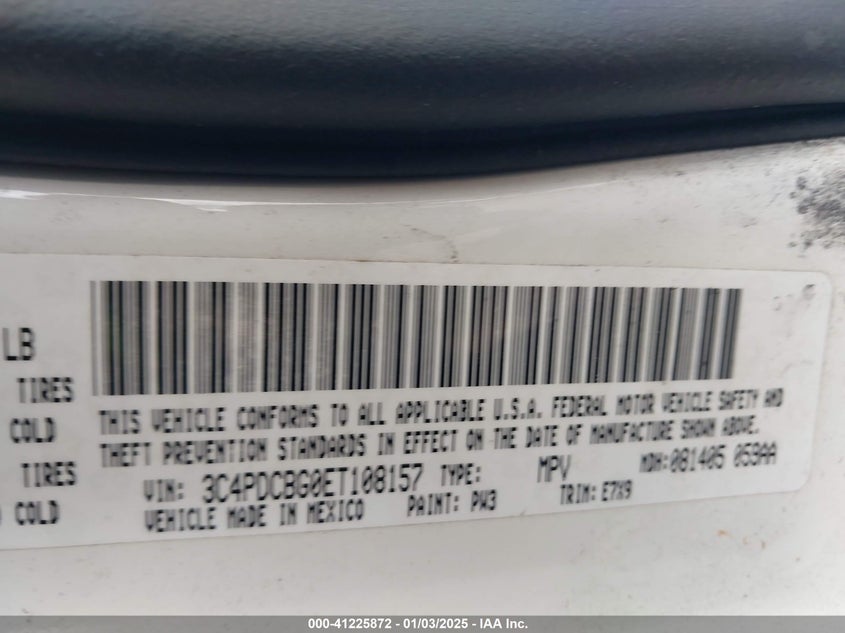 LB
TIRES
COLD
TIRES
COLD
THIS VEHICLE CONFORMS TO ALL APPLICABLE U.S.A. FEDERAL MOTOR VEHICLE SAFETY AND
THEFT PREVENTION STANDARDS IN EFFECT ON THE DATE OF MANUFACTURE SHOWN ABOVE.
VIN: 3C4PDCBG0ET108157 TYPE: MPV MDH:081405 053AA
VEHICLE MADE IN MEXICO PAINT: PW3 TRIM: E7X9
000-41225872 - 01/03/2025 - IAA Inc.